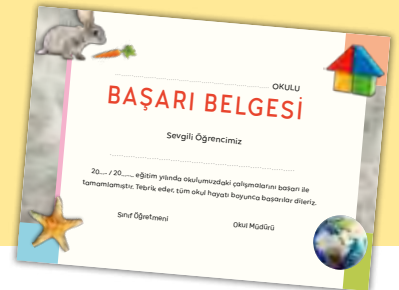 ................................................ OKULU
BAŞARI BELGESİ
Sevgili Öğrencimiz
................................................
20..... / 20..... eğitim yılında okulumuzdaki çalışmalarını başarı ile
tamamlamıştır. Tebrik eder, tüm okul hayatı boyunca başarılar dileriz.
Sınıf Öğretmeni
Okul Müdürü